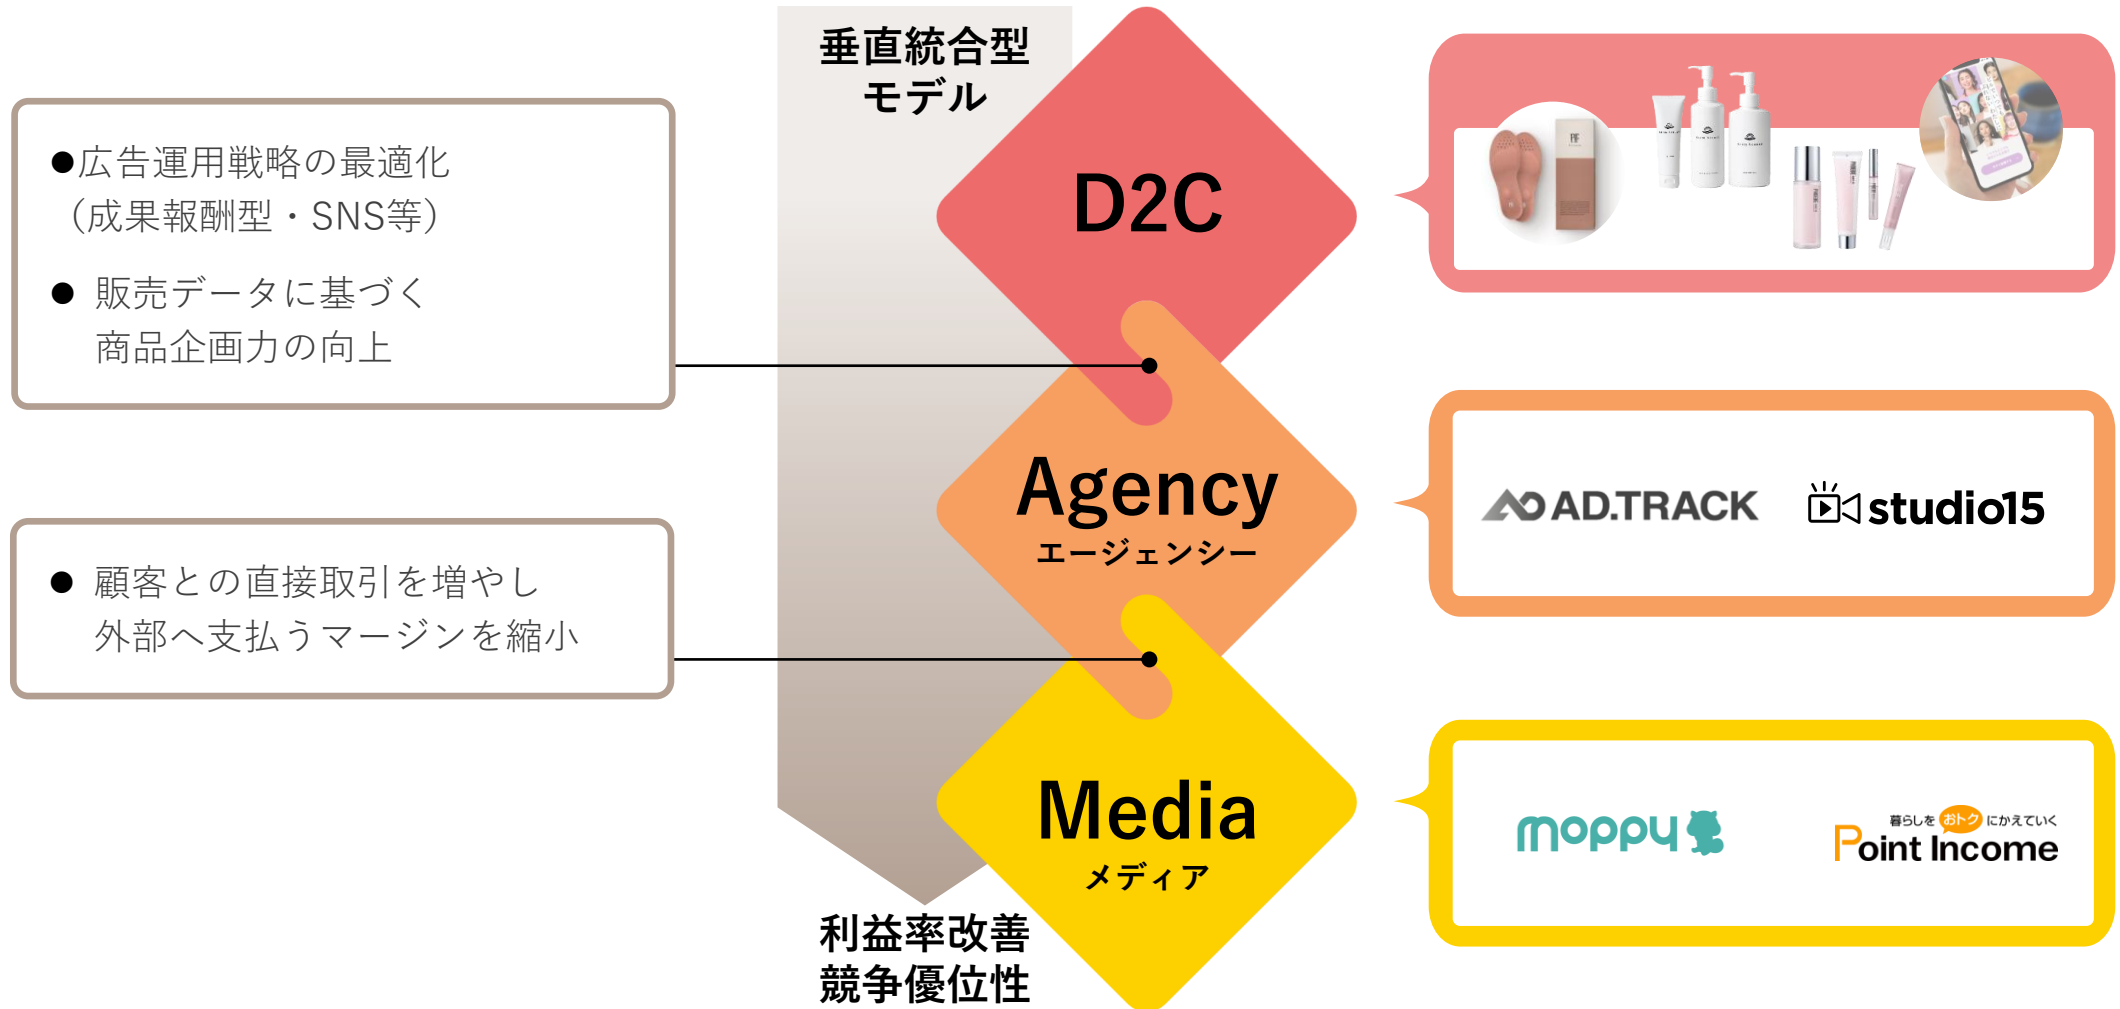 垂直統合型
モデル
●広告運用戦略の最適化
（成果報酬型・SNS等）
● 販売データに基づく
商品企画力の向上
● 顧客との直接取引を増やし
外部へ支払うマージンを縮小
D2C
Agency
エージェンシー
Media
メディア
利益率改善
競争優位性
AD.TRACK
studio15
moppy
暮らしをおトクにかえていく
Point Income